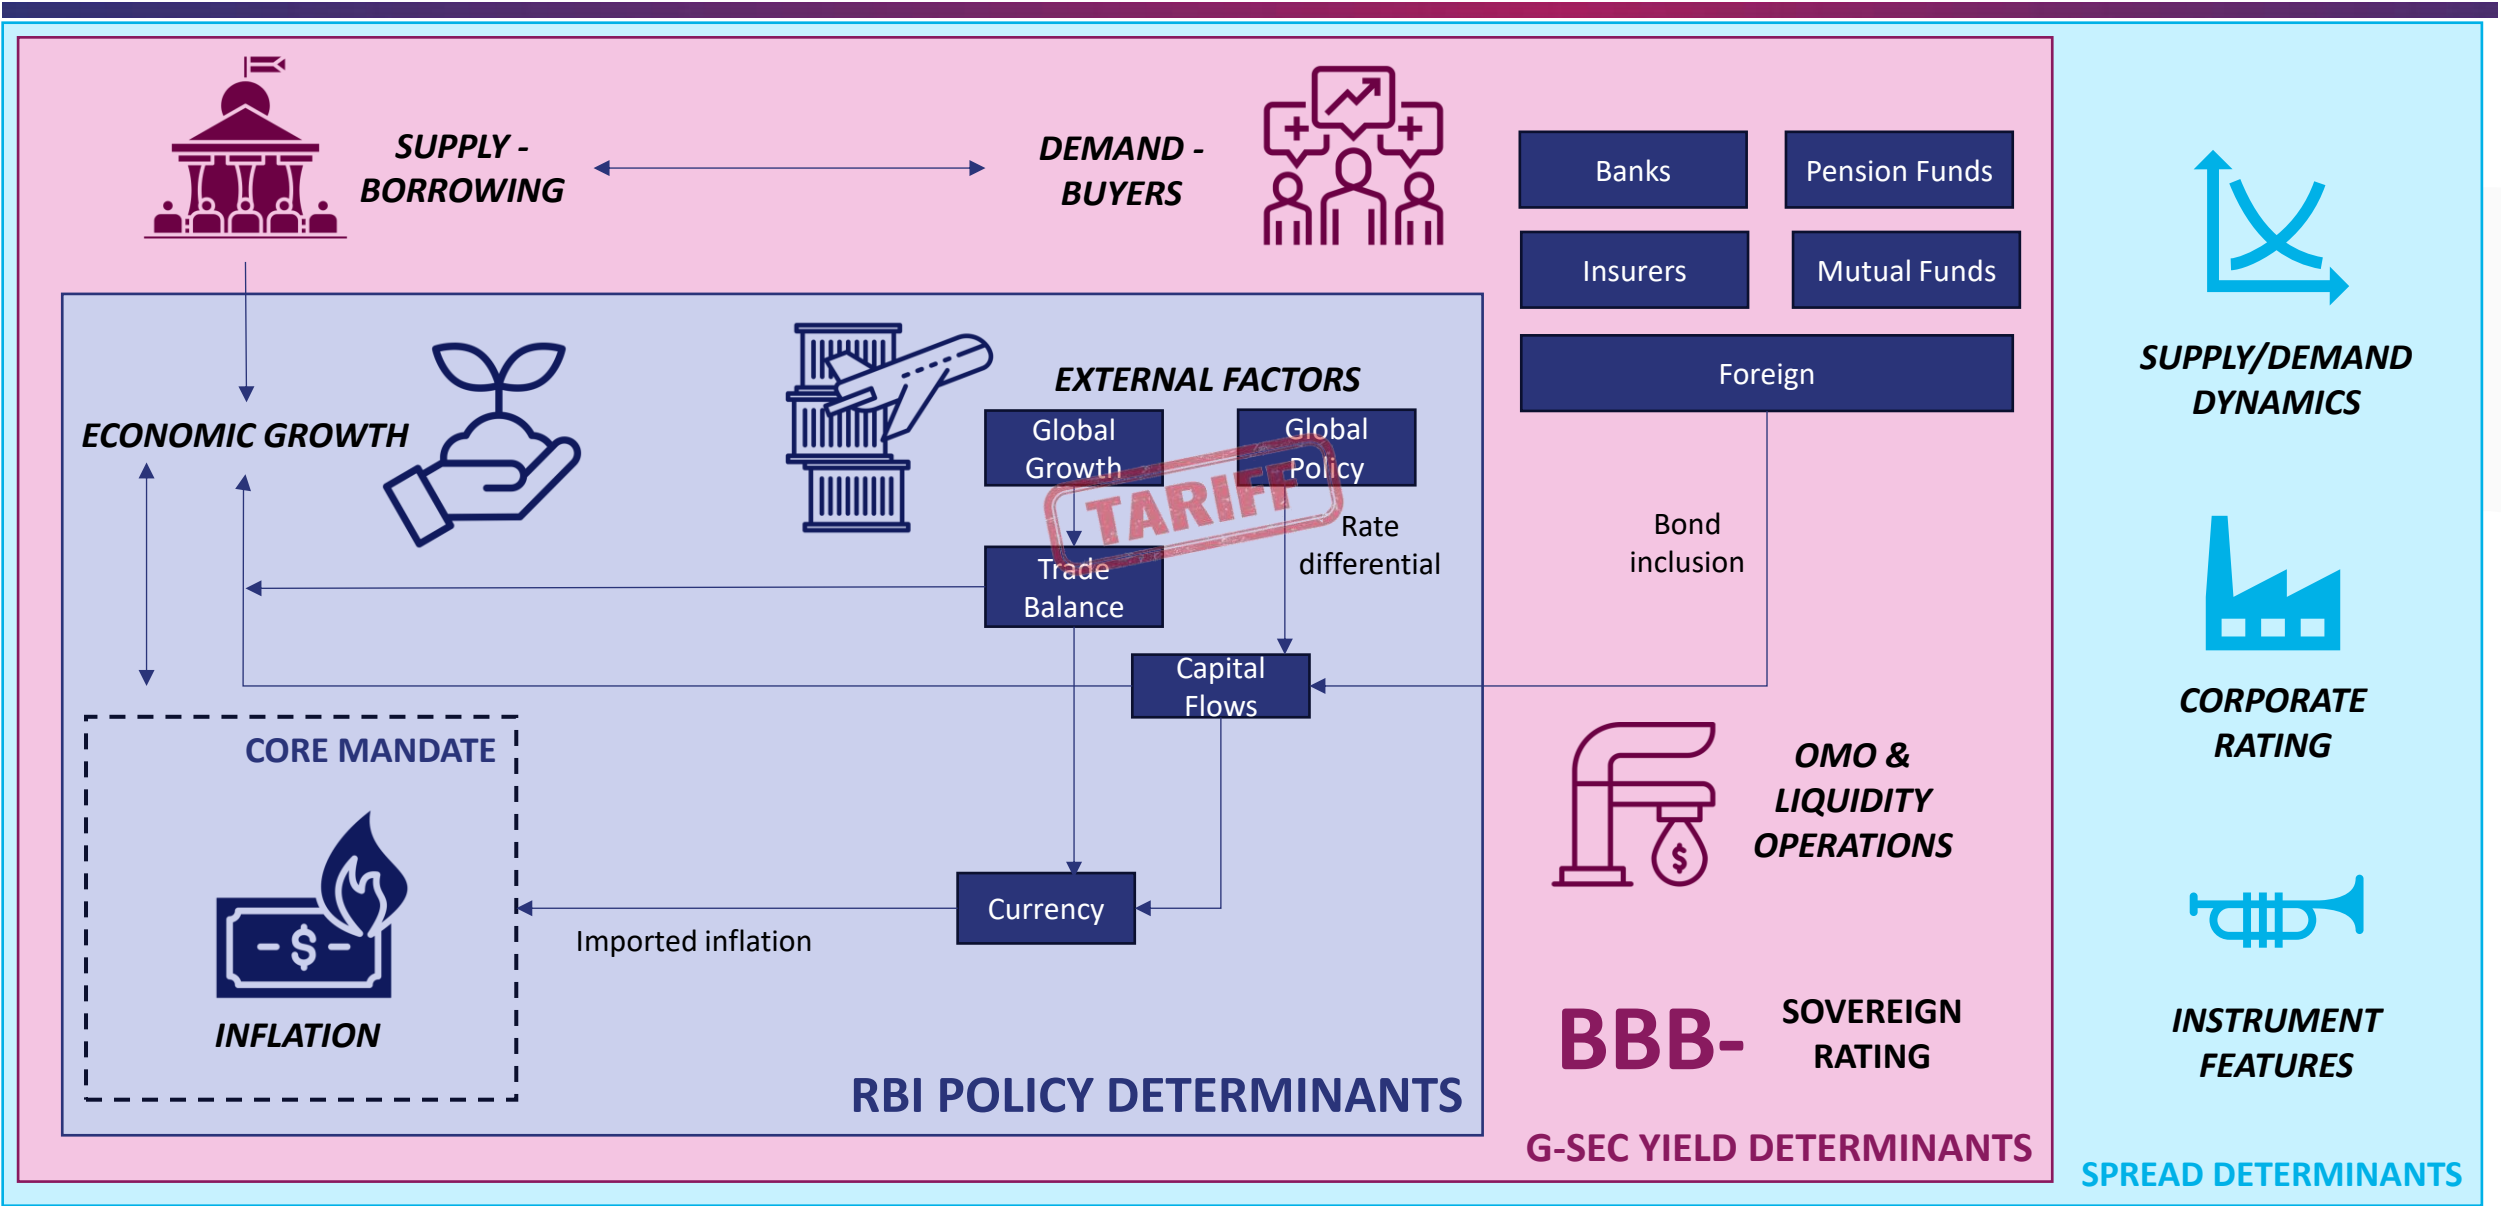 SUPPLY -
BORROWING
DEMAND -
BUYERS
Banks
Pension Funds
Insurers
Mutual Funds
Foreign
SUPPLY/DEMAND
DYNAMICS
ECONOMIC GROWTH
EXTERNAL FACTORS
Global
Growth
Global
Policy
TARIFF
Rate
differential
Bond
inclusion
Trade
Balance
Capital
Flows
CORPORATE
RATING
CORE MANDATE
$
INFLATION
Imported inflation
Currency
OMO &
LIQUIDITY
OPERATIONS
$
BBB-
SOVEREIGN
RATING
INSTRUMENT
FEATURES
RBI POLICY DETERMINANTS
G-SEC YIELD DETERMINANTS
SPREAD DETERMINANTS